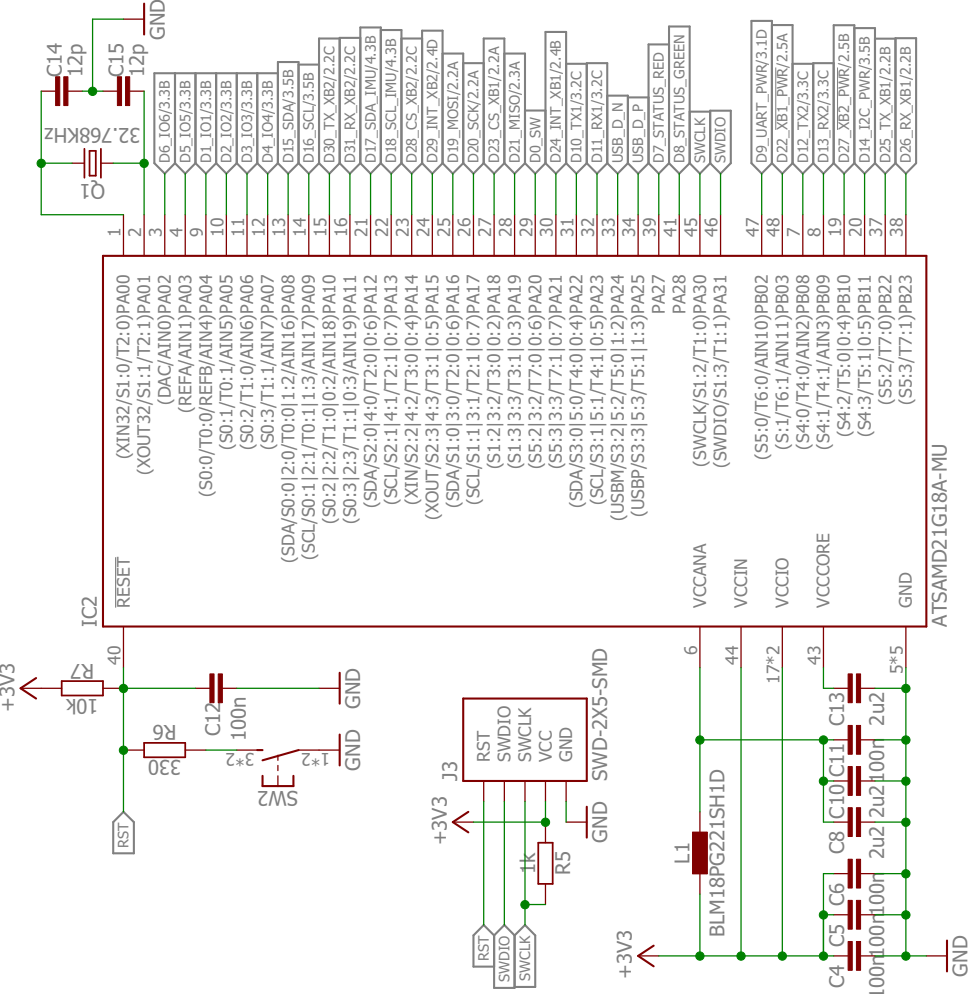 GND
C14
12p
C15
12p
32.768KHz
Q1
D6_IO6/3.3B
D5_IO5/3.3B
D1_IO1/3.3B
D2_IO2/3.3B
D3_IO3/3.3B
D4_IO4/3.3B
D15_SDA/3.5B
D16_SCL/3.5B
D30_TX_XB2/2.2C
D31_RX_XB2/2.2C
D17_SDA_IMU/4.3B
D18_SCL_IMU/4.3B
D28_CS_XB2/2.2C
D29_INT_XB2/2.4D
D19_MOSI/2.2A
D20_SCK/2.2A
D23_CS_XB1/2.2A
D21_MISO/2.3A
D0_SW
D24_INT_XB1/2.4B
D10_TX1/3.2C
D11_RX1/3.2C
USB_D_N
USB_D_P
D7_STATUS_RED
D8_STATUS_GREEN
SWCLK
SWDIO
D9_UART_PWR/3.1D
D22_XB1_PWR/2.5A
D12_TX2/3.3C
D13_RX2/3.3C
D27_XB2_PWR/2.5B
D14_I2C_PWR/3.5B
D25_TX_XB1/2.2B
D26_RX_XB1/2.2B
1
2
3
4
9
10
11
12
13
14
15
16
21
22
23
24
25
26
27
28
29
30
31
32
33
34
39
41
45
46
47
48
7
8
19
20
37
38
(XIN32/S1:0/T2:0)PA00
(XOUT32/S1:1/T2:1)PA01
(DAC/AIN0)PA02
(REFA/AIN1)PA03
(S0:0/T0:0/REFB/AIN4)PA04
(S0:1/T0:1/AIN5)PA05
(S0:2/T1:0/AIN6)PA06
(S0:3/T1:1/AIN7)PA07
(SDA/S0:0|2:0/T0:0|1:2/AIN16)PA08
(SCL/S0:1|2:1/T0:1|1:3/AIN17)PA09
(S0:2|2:2/T1:0|0:2/AIN18)PA10
(S0:3|2:3/T1:1|0:3/AIN19)PA11
(SDA/S2:0|4:0/T2:0|0:6)PA12
(SCL/S2:1|4:1/T2:1|0:7)PA13
(XIN/S2:2|4:2/T3:0|0:4)PA14
(XOUT/S2:3|4:3/T3:1|0:5)PA15
(SDA/S1:0|3:0/T2:0|0:6)PA16
(SCL/S1:1|3:1/T2:1|0:7)PA17
(S1:2|3:2/T3:0|0:2)PA18
(S1:3|3:3/T3:1|0:3)PA19
(S5:2|3:2/T7:0|0:6)PA20
(S5:3|3:3/T7:1|0:7)PA21
(SDA/S3:0|5:0/T4:0|0:4)PA22
(SCL/S3:1|5:1/T4:1|0:5)PA23
(USBM/S3:2|5:2/T5:0|1:2)PA24
(USBP/S3:3|5:3/T5:1|1:3)PA25
PA27
PA28
(SWCLK/S1:2/T1:0)PA30
(SWDIO/S1:3/T1:1)PA31
(S5:0/T6:0/AIN10)PB02
(S:1/T6:1/AIN11)PB03
(S4:0/T4:0/AIN2)PB08
(S4:1/T4:1/AIN3)PB09
(S4:2/T5:0|0:4)PB10
(S4:3/T5:1|0:5)PB11
(S5:2/T7:0)PB22
(S5:3/T7:1)PB23
ATSAMD21G18A-MU
IC2
RESET
VCCANA
VCCIN
VCCIO
VCCCORE
GND
40
6
44
17*2
43
5*5
+3V3
R7
10k
C12
100n
GND
R6
330
3*2
1*2
SW2
GND
RST
J3
RST
SWDIO
SWCLK
VCC
GND
SWD-2X5-SMD
+3V3
GND
1k
R5
RST
SWDIO
SWCLK
L1
BLM18PG221SH1D
+3V3
C13
2u2
C11
100n
C10
2u2
C8
2u2
C6
100n
C5
100n
C4
100n
GND